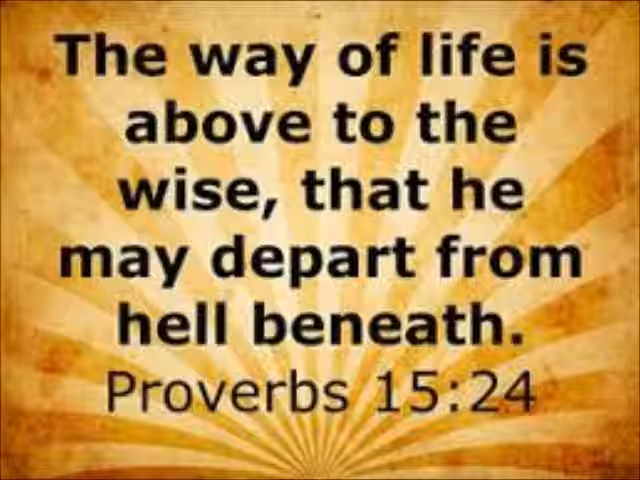 The way of life is
above to the
wise, that he
may depart from
hell beneath.
Proverbs 15:24